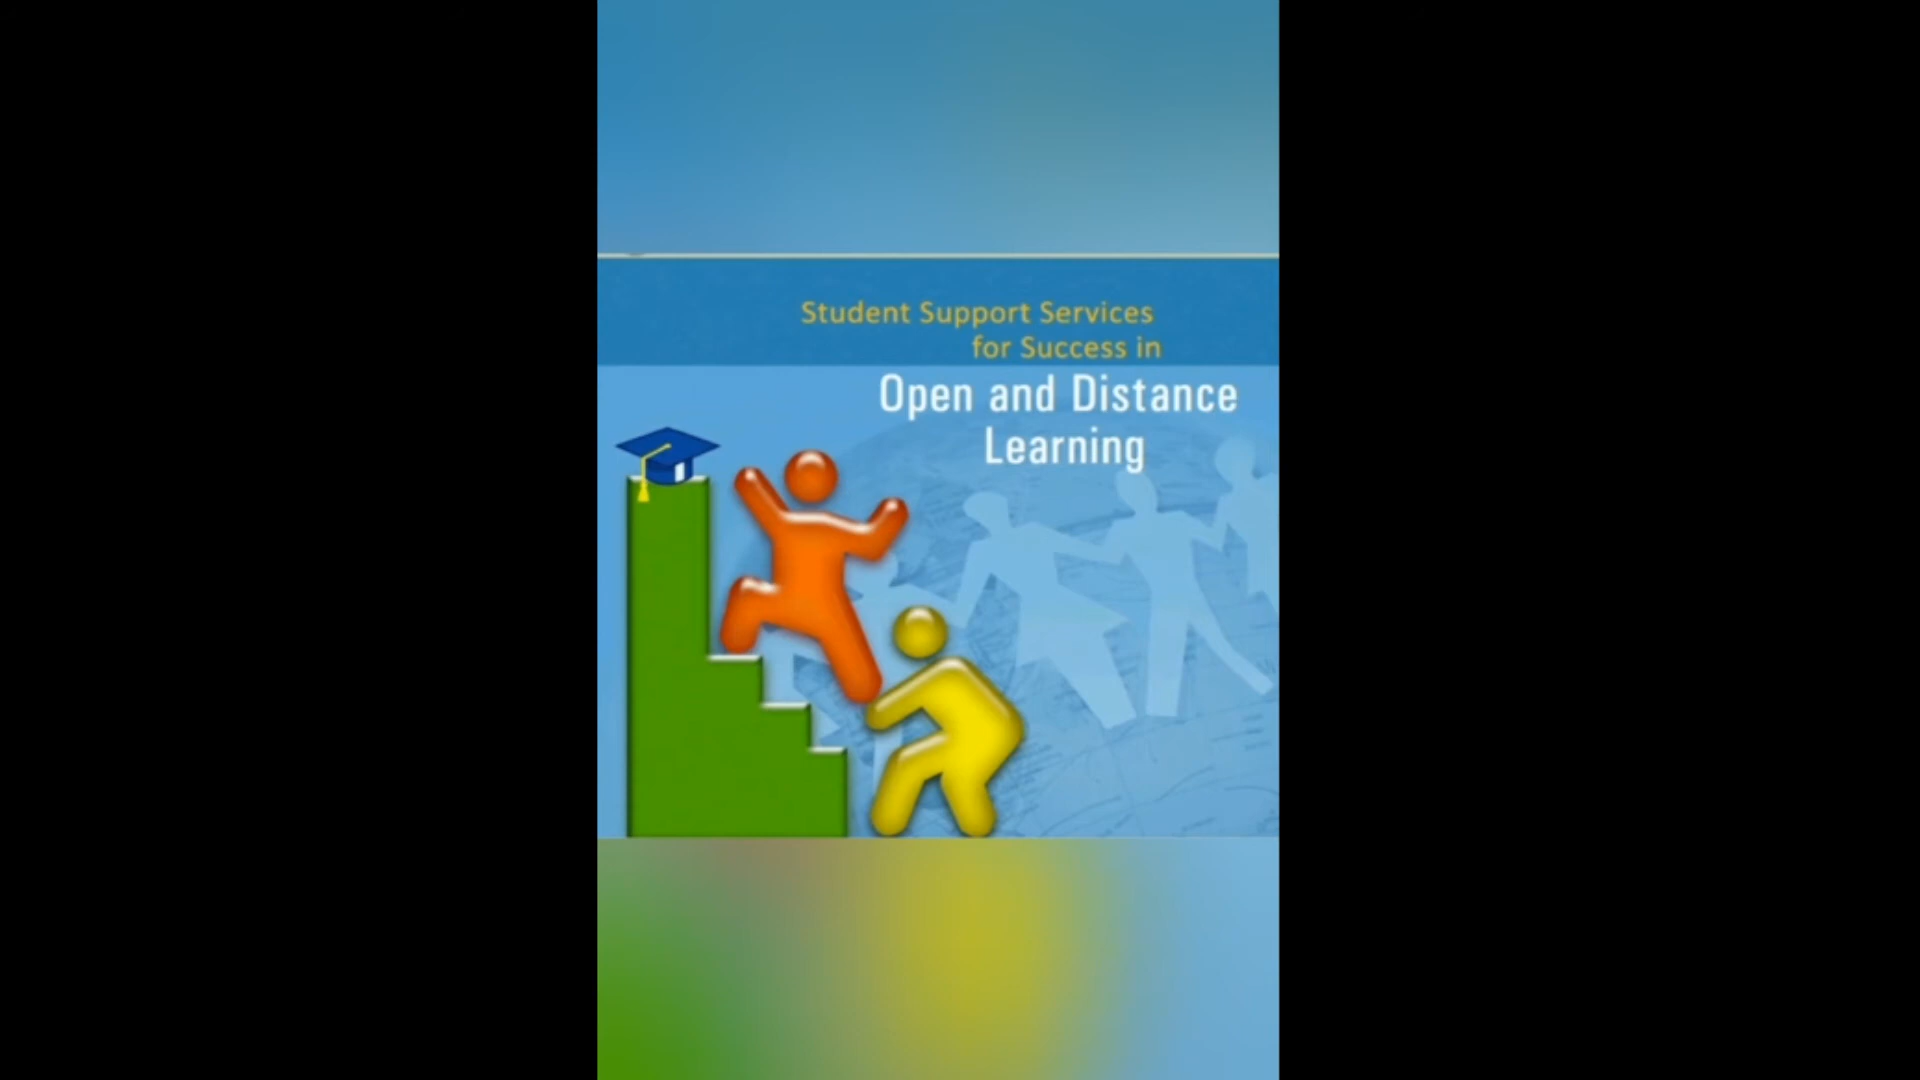 Student Support Services
for Success in
Open and Distance
Learning